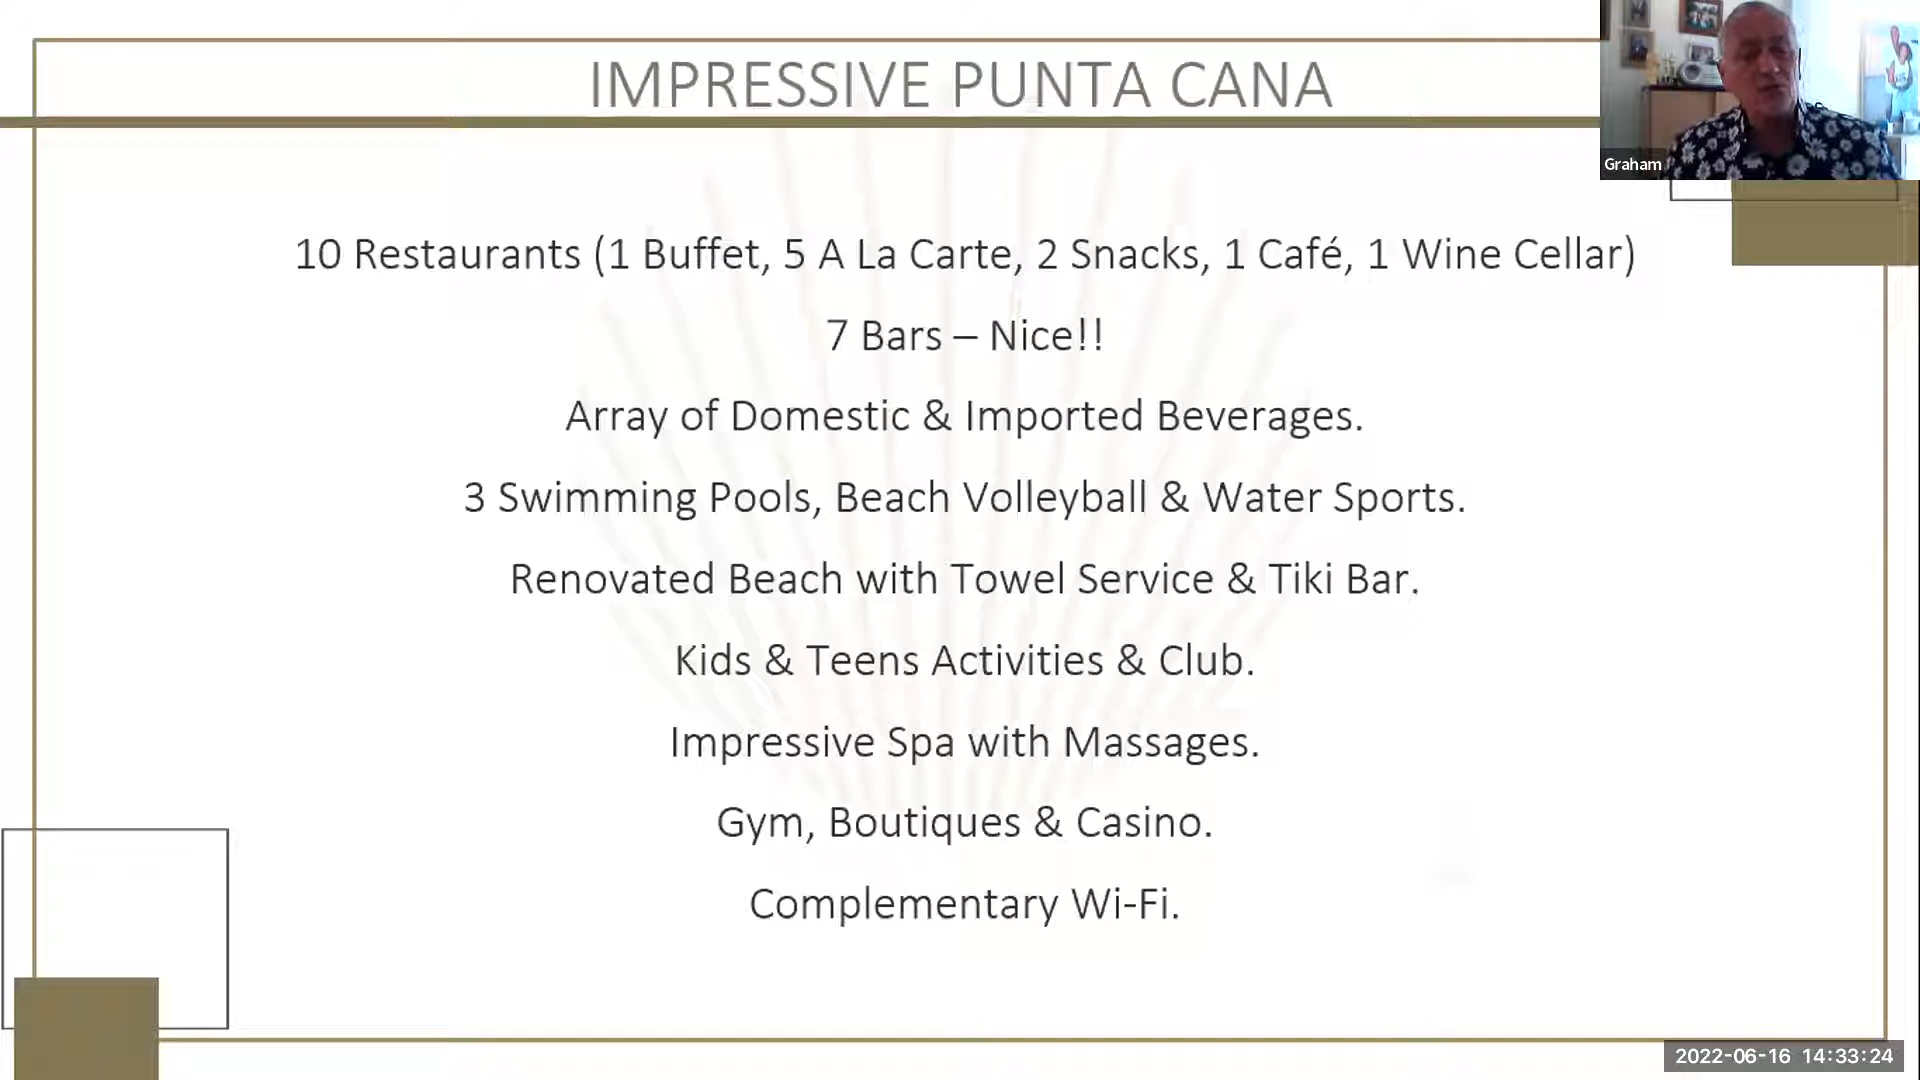 IMPRESSIVE PUNTA CANA
Graham
10 Restaurants (1 Buffet, 5 A La Carte, 2 Snacks, 1 Café, 1 Wine Cellar)
7 Bars – Nice!!
Array of Domestic & Imported Beverages.
3 Swimming Pools, Beach Volleyball & Water Sports.
Renovated Beach with Towel Service & Tiki Bar.
Kids & Teens Activities & Club.
Impressive Spa with Massages.
Gym, Boutiques & Casino.
Complementary Wi-Fi.
2022-06-16 14:33:24